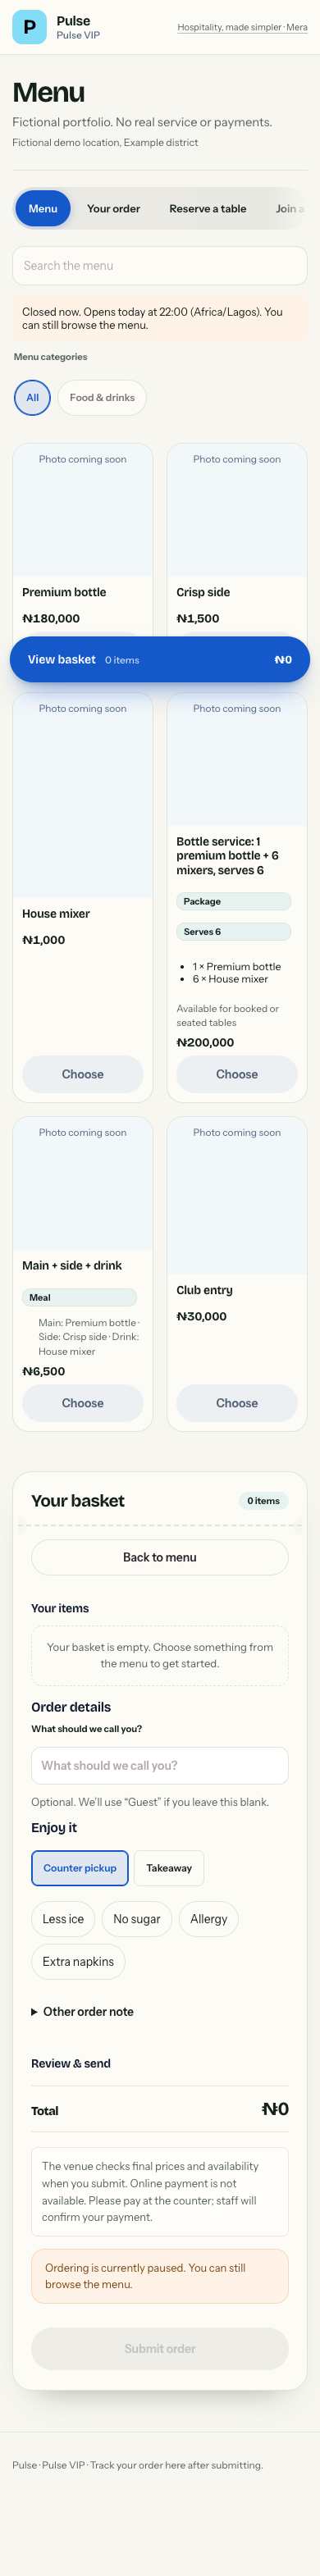 P
Pulse
Pulse VIP
Hospitality, made simpler · Mera
Menu
Fictional portfolio. No real service or payments.
Fictional demo location, Example district
Menu
Your order
Reserve a table
Join a
Search the menu
Closed now. Opens today at 22:00 (Africa/Lagos). You
can still browse the menu.
Menu categories
All
Food & drinks
Photo coming soon
Photo coming soon
Premium bottle
Crisp side
₦180,000
₦1,500
View basket
0 items
₦0
Photo coming soon
Photo coming soon
House mixer
₦1,000
Choose
Bottle service: 1
premium bottle + 6
mixers, serves 6
Package
Serves 6
• 1 × Premium bottle
• 6 × House mixer
Available for booked or
seated tables
₦200,000
Choose
Photo coming soon
Photo coming soon
Main + side + drink
Meal
Main: Premium bottle ·
Side: Crisp side · Drink:
House mixer
₦6,500
Choose
Club entry
₦30,000
Choose
Your basket
0 items
Back to menu
Your items
Your basket is empty. Choose something from
the menu to get started.
Order details
What should we call you?
What should we call you?
Optional. We'll use “Guest” if you leave this blank.
Enjoy it
Counter pickup
Takeaway
Less ice
No sugar
Allergy
Extra napkins
Other order note
Review & send
Total
₦0
The venue checks final prices and availability
when you submit. Online payment is not
available. Please pay at the counter; staff will
confirm your payment.
Ordering is currently paused. You can still
browse the menu.
Submit order
Pulse · Pulse VIP · Track your order here after submitting.